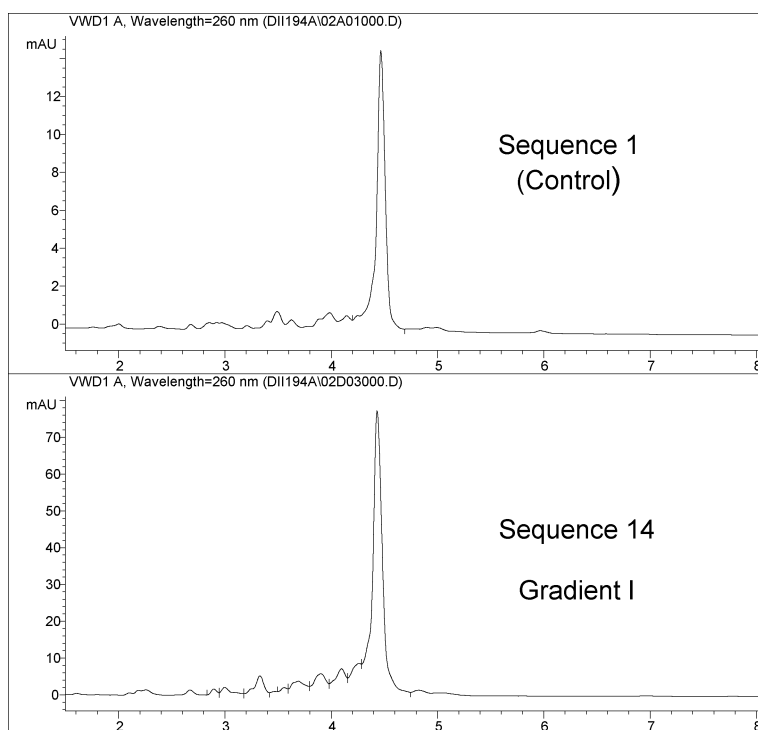 VWD1 A, Wavelength=260 nm (DII194A\02A01000.D)
mAU
12
10
8
6
4
2
0
Sequence 1
(Control)
2 3 4 5 6 7 8
VWD1 A, Wavelength=260 nm (DII194A\02D03000.D)
mAU
70
60
50
40
30
20
10
0
Sequence 14
Gradient I
2 3 4 5 6 7 8